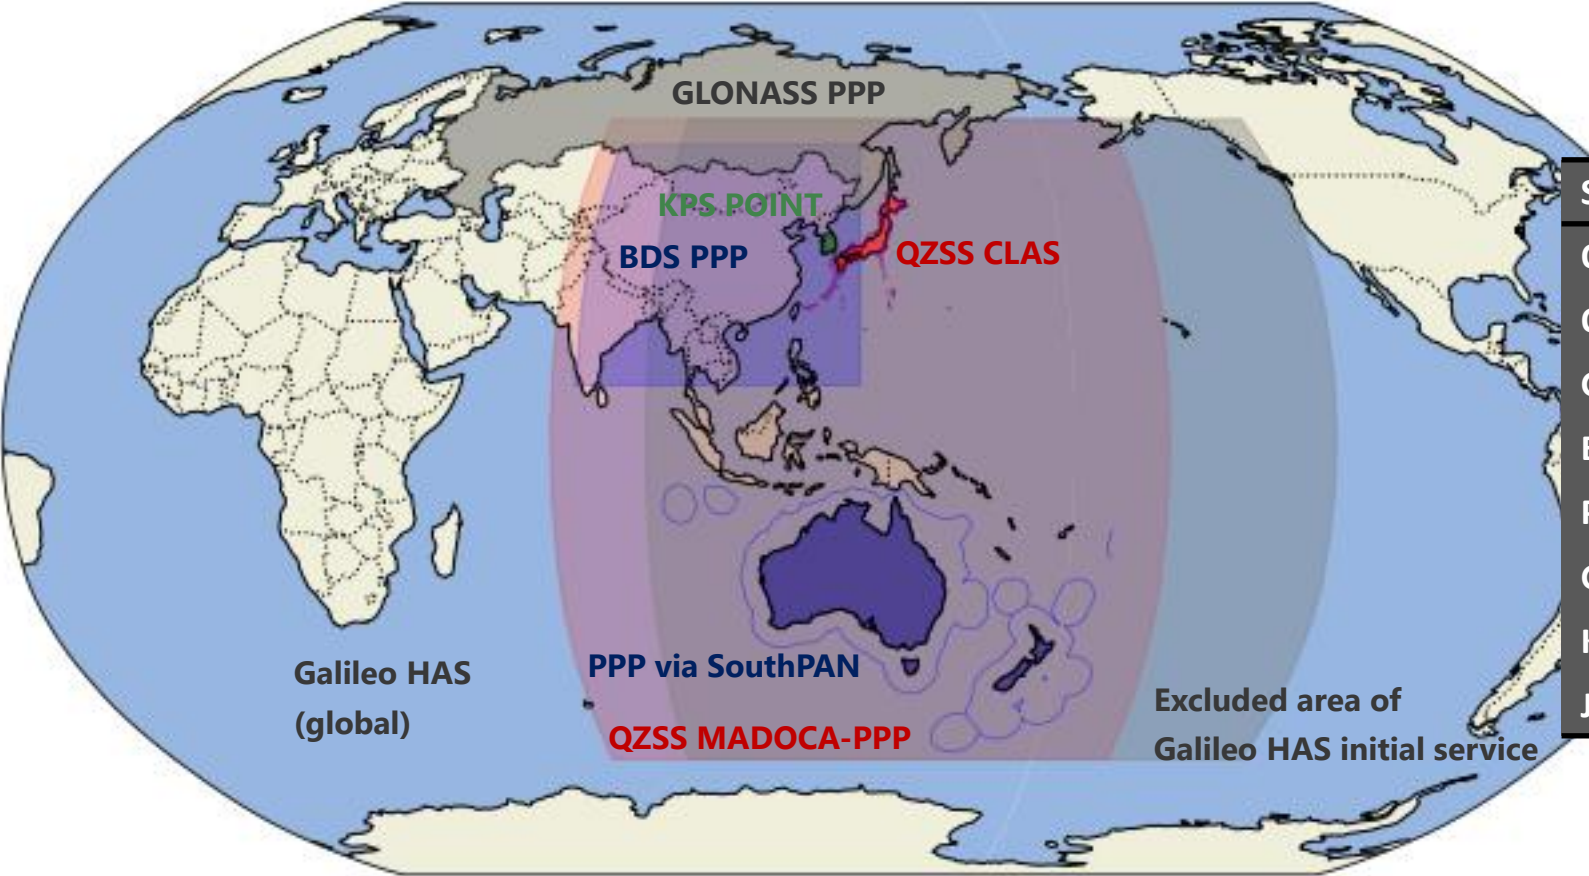 GLONASS PPP
KPS POINT
BDS PPP
QZSS CLAS
Galileo HAS
(global)
PPP via SouthPAN
QZSS MADOCA-PPP
Excluded area of
Galileo HAS initial service